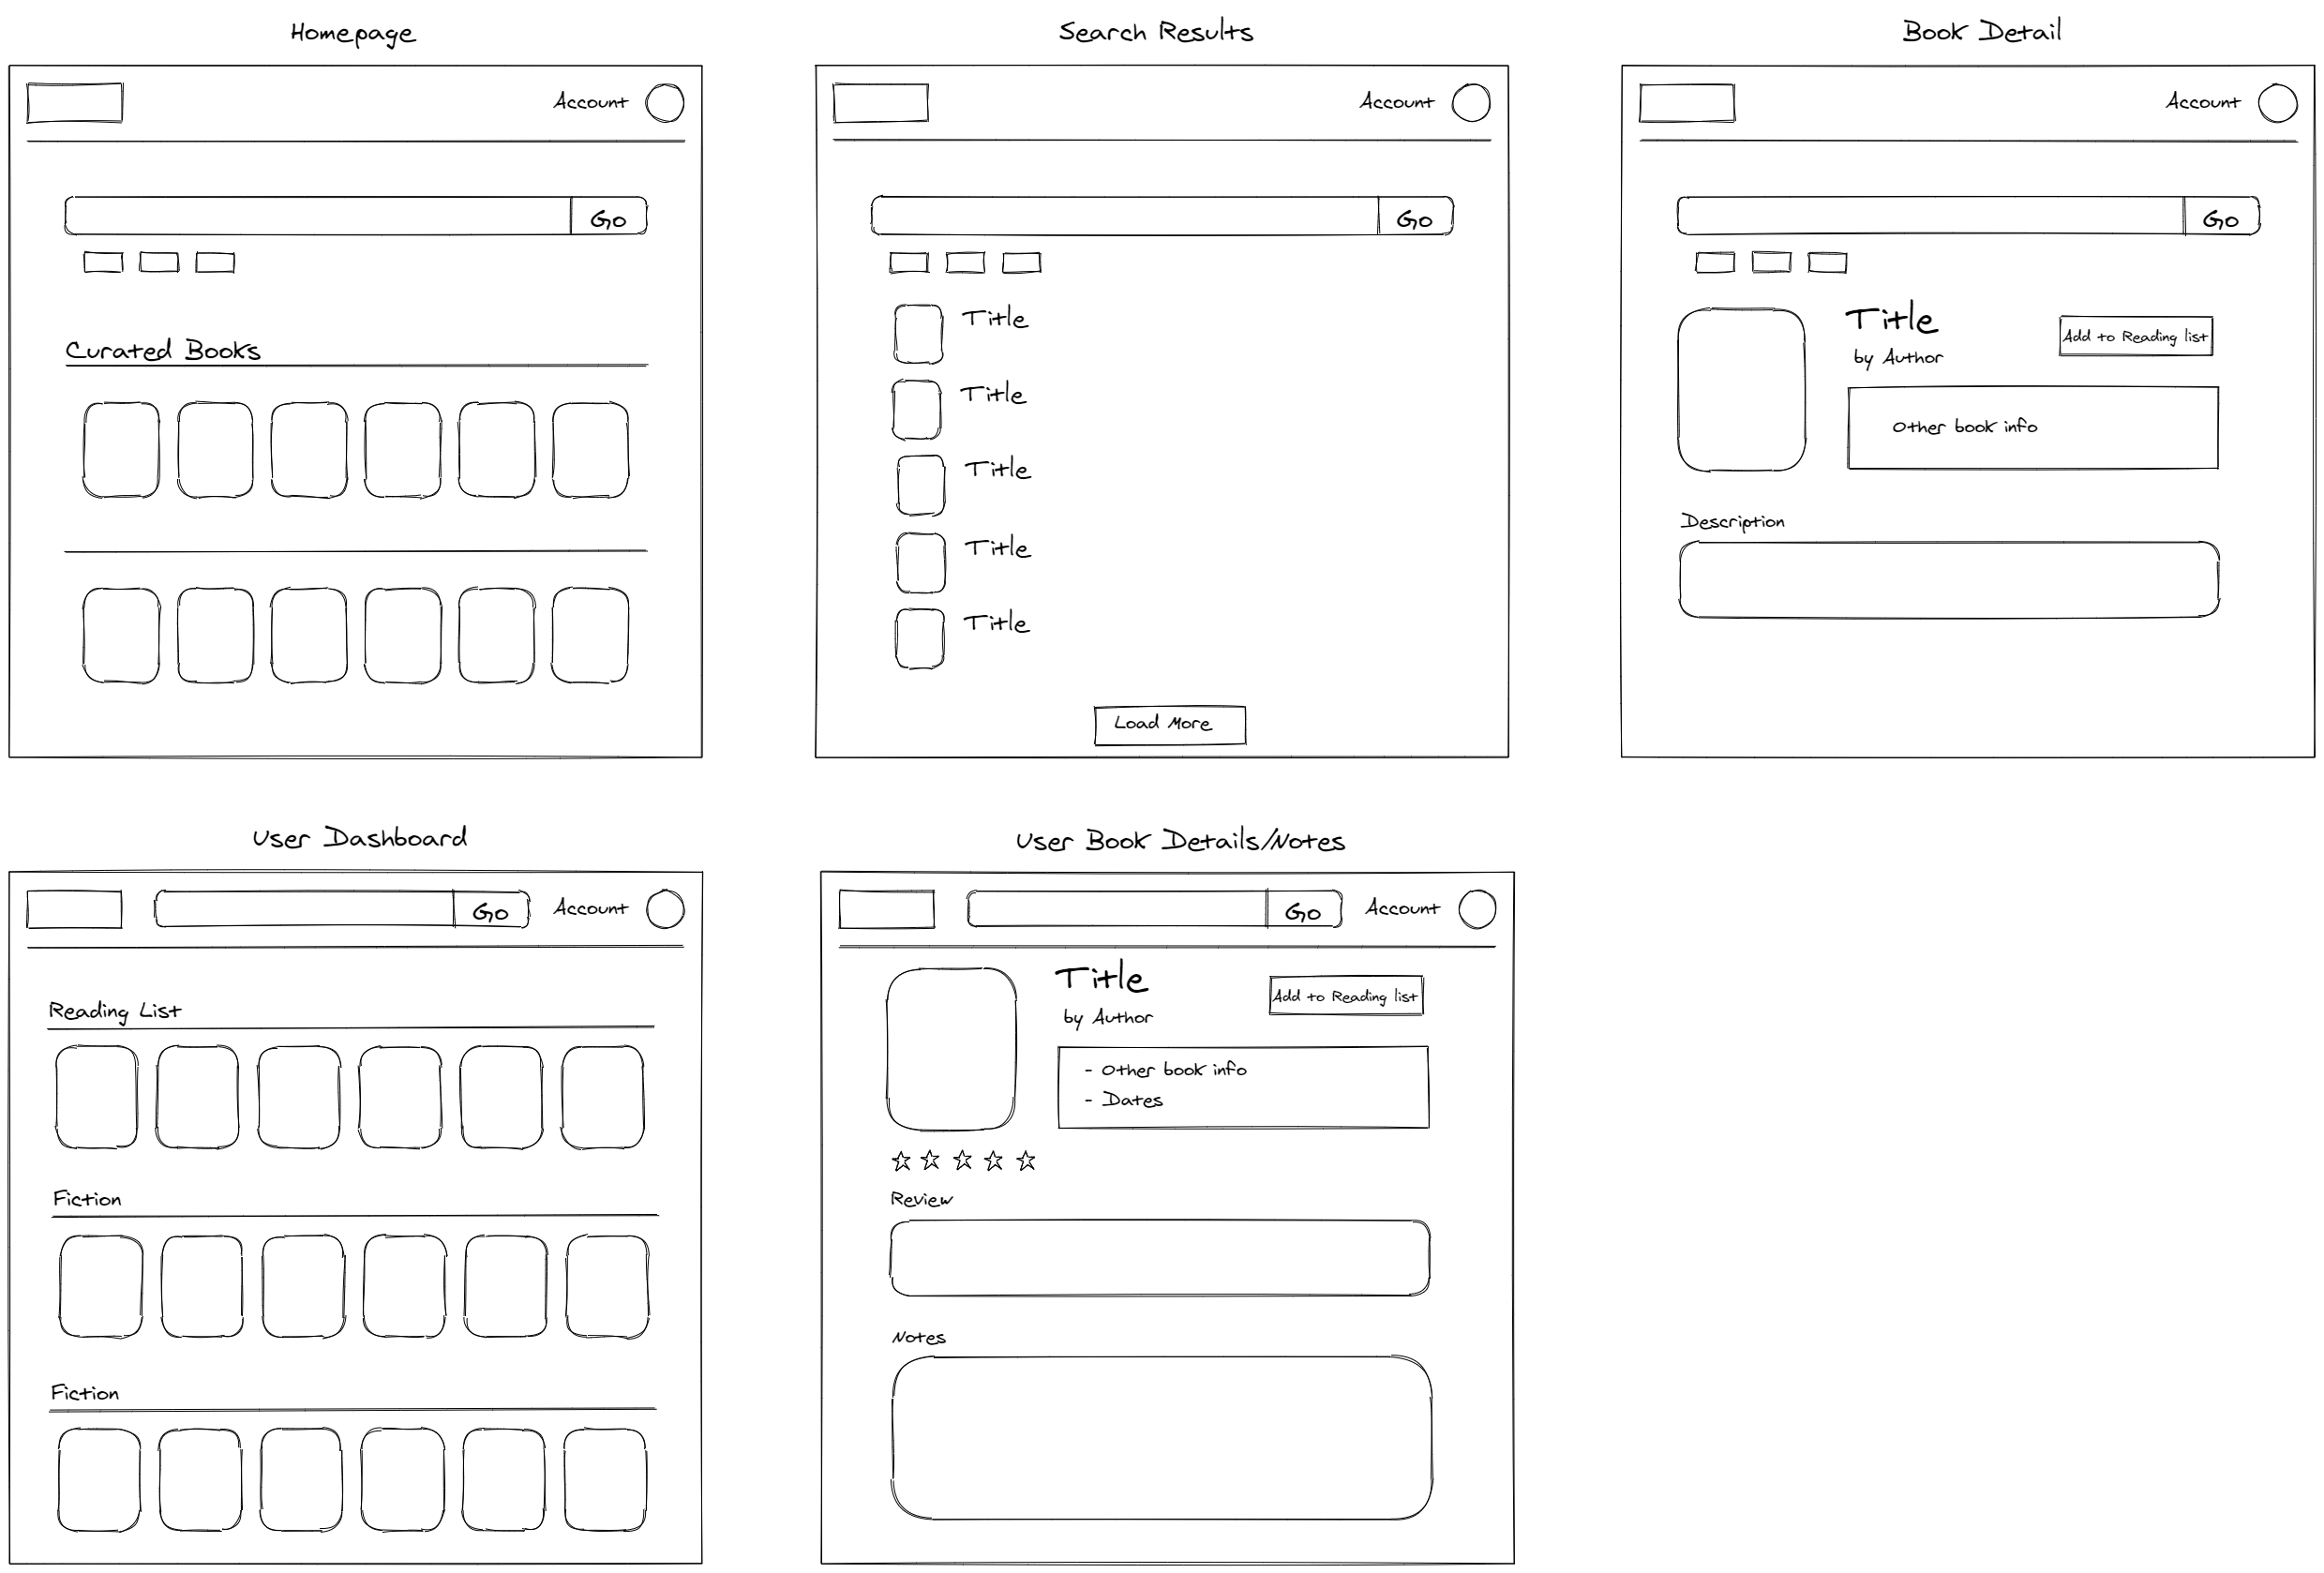 Homepage
Account
Go
Curated Books
Search Results
Account
Go
Title
Title
Title
Title
Title
Load More
Book Detail
Account
Go
Title
Add to Reading list
by Author
Other book info
Description
User Dashboard
Go
Account
Reading List
Fiction
Fiction
User Book Details/Notes
Go
Account
Title
Add to Reading list
by Author
- Other book info
- Dates
Review
Notes